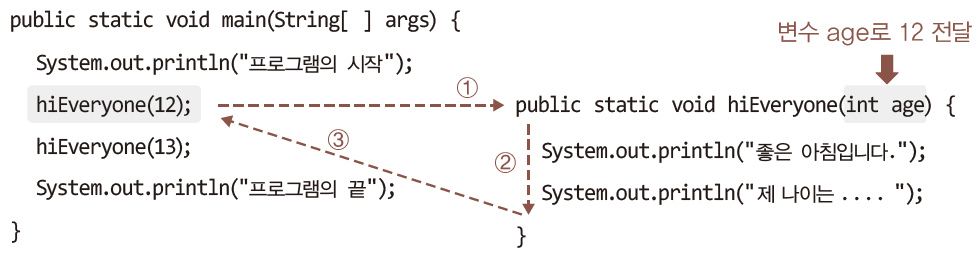 public static void main(String[ ] args) {
System.out.println("프로그램의 시작");
hiEveryone(12);
hiEveryone(13);
System.out.println("프로그램의 끝");
}
①
②
③
변수 age로 12 전달
public static void hiEveryone(int age) {
System.out.println("좋은 아침입니다.");
System.out.println("제 나이는 .... ");
}